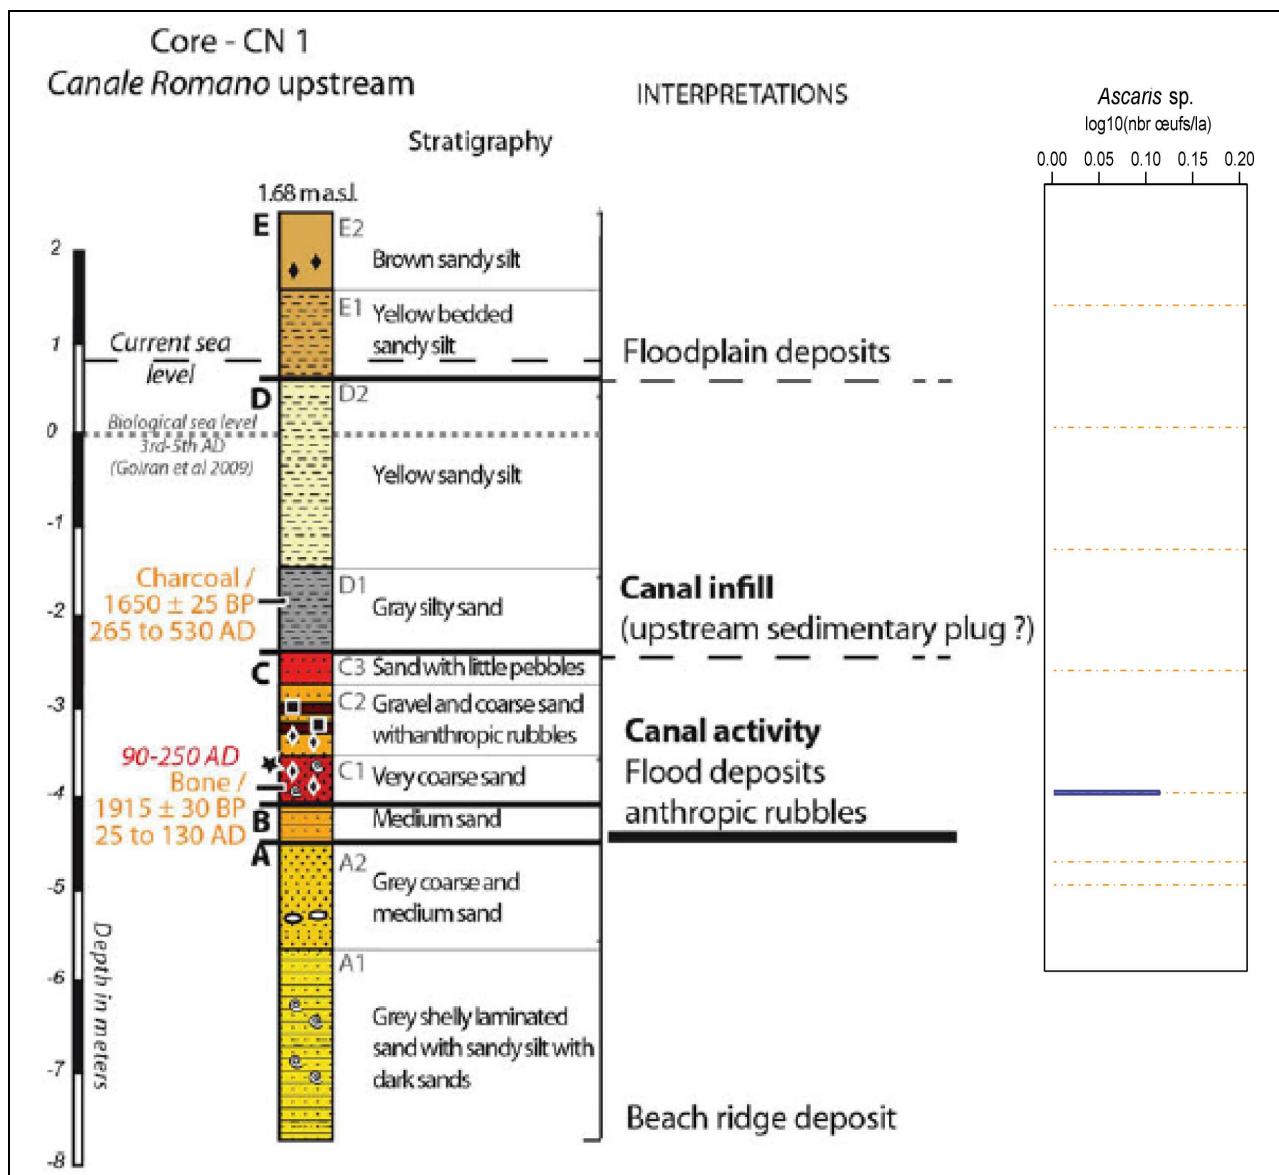 Core - CN 1
Canale Romano upstream
INTERPRETATIONS
Ascaris sp.
log10(nbr œufs/la)
0.00 0.05 0.10 0.15 0.20
Stratigraphy
1.68 m a.s.l.
E
E2
Brown sandy silt
2
E1
Yellow bedded
sandy silt
1
Current sea
level
Floodplain deposits
D
D2
Biological sea level
0
3rd-5th AD
(Goiran et al 2009)
Yellow sandy silt
-1
Charcoal /
1650 ± 25 BP
265 to 530 AD
D1
Gray silty sand
Canal infill
(upstream sedimentary plug ?)
-2
C
C3
Sand with little pebbles
C2
Gravel and coarse sand
withanthropic rubbles
-3
Canal activity
Flood deposits
anthropic rubbles
90-250 AD
Bone /
1915 ± 30 BP
25 to 130 AD
C1
Very coarse sand
-4
B
Medium sand
A
A2
Grey coarse and
medium sand
-5
A1
-6
Grey shelly laminated
sand with sandy silt with
dark sands
-7
Depth in meters
Beach ridge deposit
-8